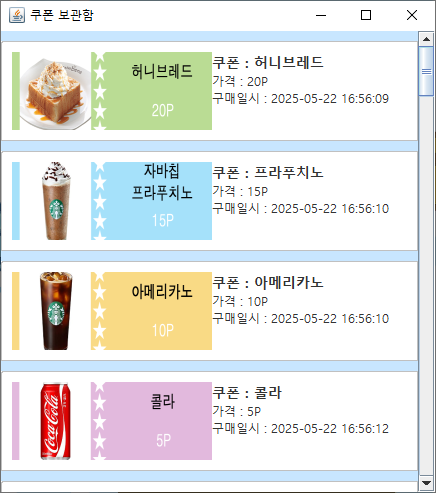 쿠폰 보관함
허니브레드
20P
쿠폰 : 허니브레드
가격 : 20P
구매일시 : 2025-05-22 16:56:09
자바칩
프라푸치노
15P
쿠폰 : 프라푸치노
가격 : 15P
구매일시 : 2025-05-22 16:56:10
아메리카노
10P
쿠폰 : 아메리카노
가격 : 10P
구매일시 : 2025-05-22 16:56:10
Coca-Cola
콜라
5P
쿠폰 : 콜라
가격 : 5P
구매일시 : 2025-05-22 16:56:12